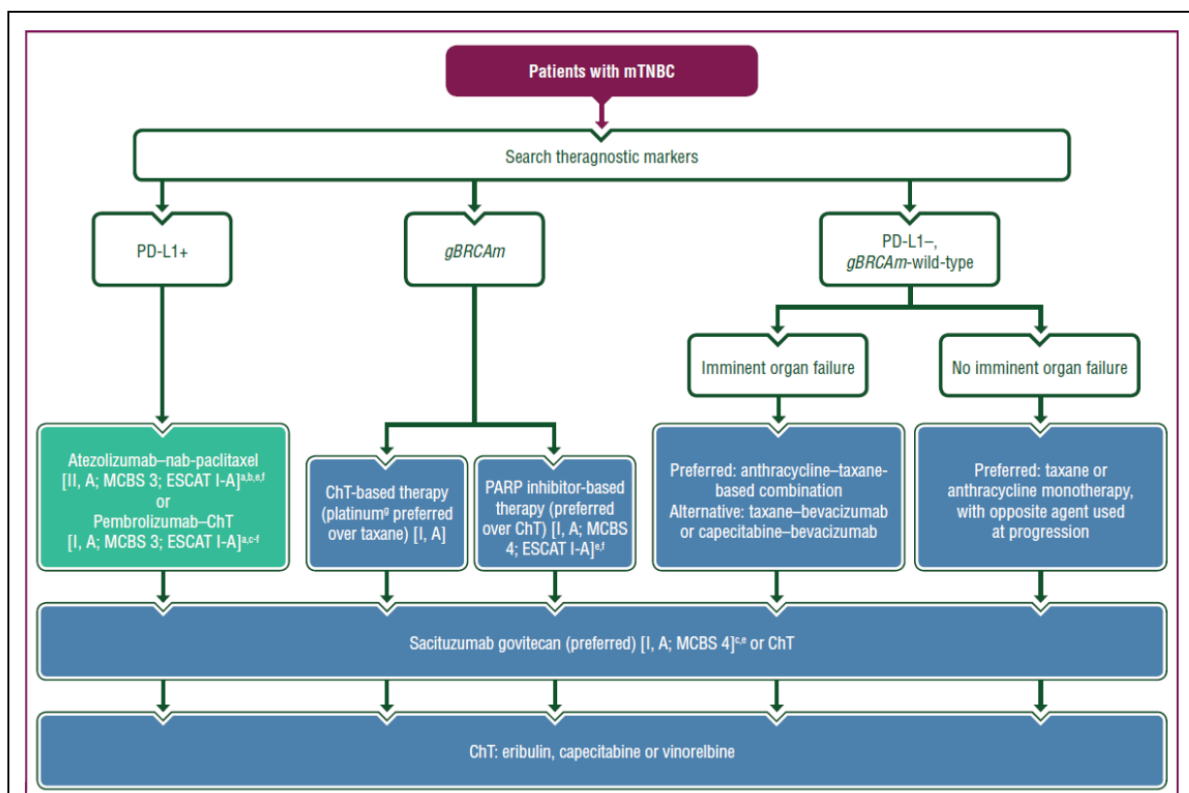 Patients with mTNBC
Search theragnostic markers
PD-L1+
gBRCAm
PD-L1–,
gBRCAm-wild-type
Imminent organ failure
No imminent organ failure
Atezolizumab–nab-paclitaxel
[II, A; MCBS 3; ESCAT I-A]a,b,e,f
or
Pembrolizumab–ChT
[I, A; MCBS 3; ESCAT I-A]a,c-f
ChT-based therapy
(platinumg preferred
over taxane) [I, A]
PARP inhibitor-based
therapy (preferred
over ChT) [I, A; MCBS
4; ESCAT I-A]e,f
Preferred: anthracycline–taxane-
based combination
Alternative: taxane–bevacizumab
or capecitabine–bevacizumab
Preferred: taxane or
anthracycline monotherapy,
with opposite agent used
at progression
Sacituzumab govitecan (preferred) [I, A; MCBS 4]c,e or ChT
ChT: eribulin, capecitabine or vinorelbine